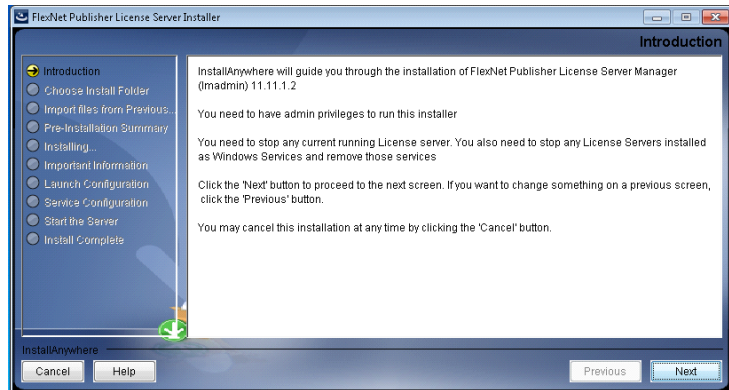 FlexNet Publisher License Server Installer
Introduction
Introduction
Choose Install Folder
Import files from Previous...
Pre-Installation Summary
Installing...
Important Information
Launch Configuration
Service Configuration
Start the Server
Install Complete
InstallAnywhere will guide you through the installation of FlexNet Publisher License Server Manager
(lmadmin) 11.11.1.2
You need to have admin privileges to run this installer
You need to stop any current running License server. You also need to stop any License Servers installed
as Windows Services and remove those services
Click the 'Next' button to proceed to the next screen. If you want to change something on a previous screen,
click the 'Previous' button.
You may cancel this installation at any time by clicking the 'Cancel' button.
InstallAnywhere
Cancel
Help
Previous
Next